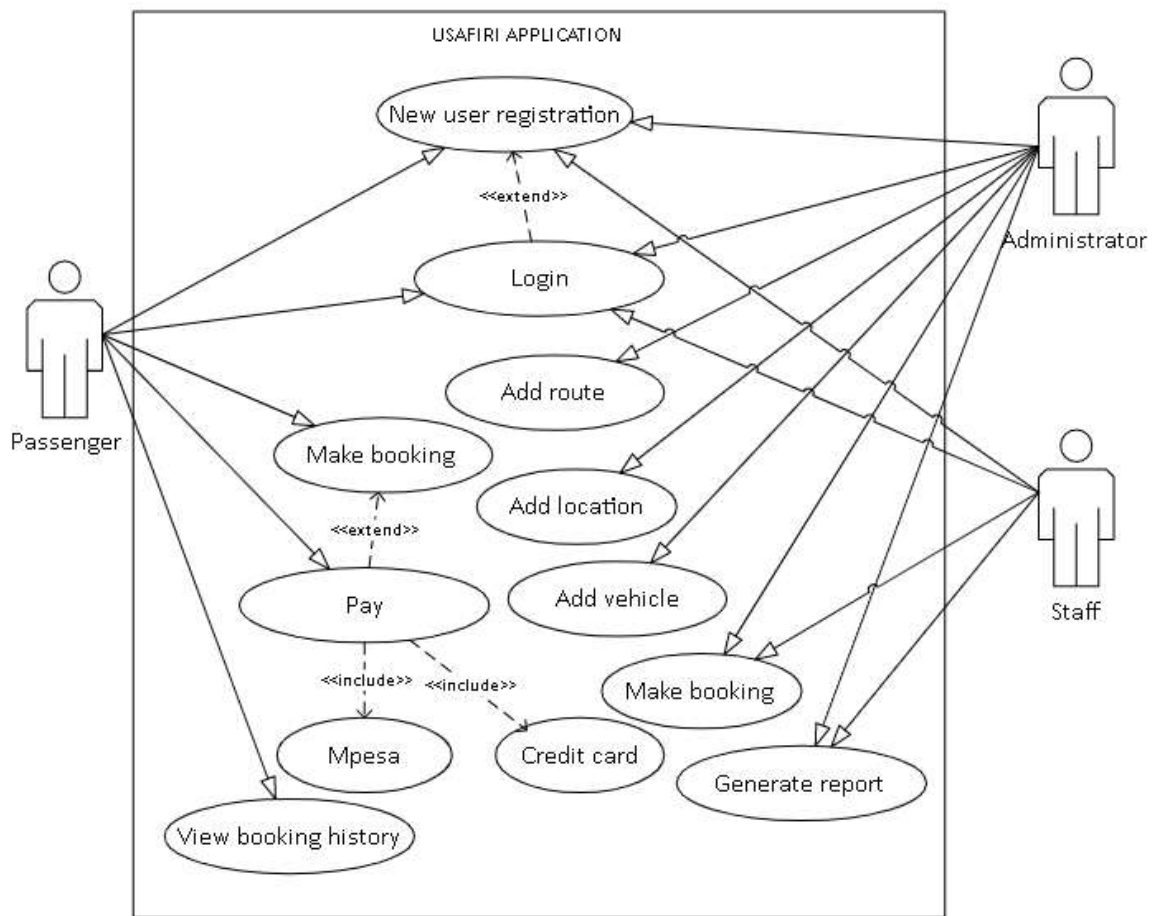 USAFIRI APPLICATION
New user registration
<<extend>>
Administrator
Login
Add route
Passenger
Make booking
Add location
<<extend>>
Pay
Add vehicle
Staff
<<include>>
<<include>>
Make booking
Mpesa
Credit card
Generate report
View booking history